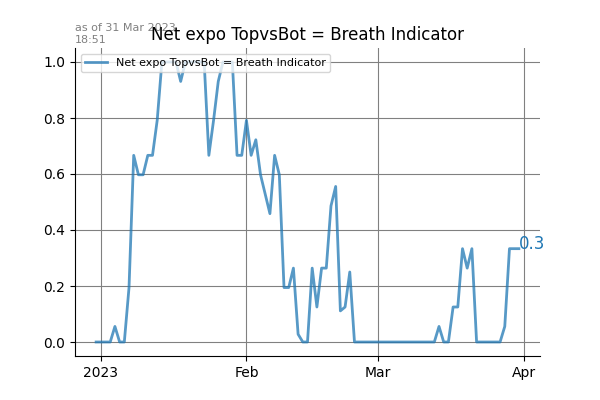 as of 31 Mar 2023
18:51
Net expo TopvsBot = Breath Indicator
Net expo TopvsBot = Breath Indicator
1.0
0.8
0.6
0.4
0.3
0.2
0.0
2023 Feb Mar Apr